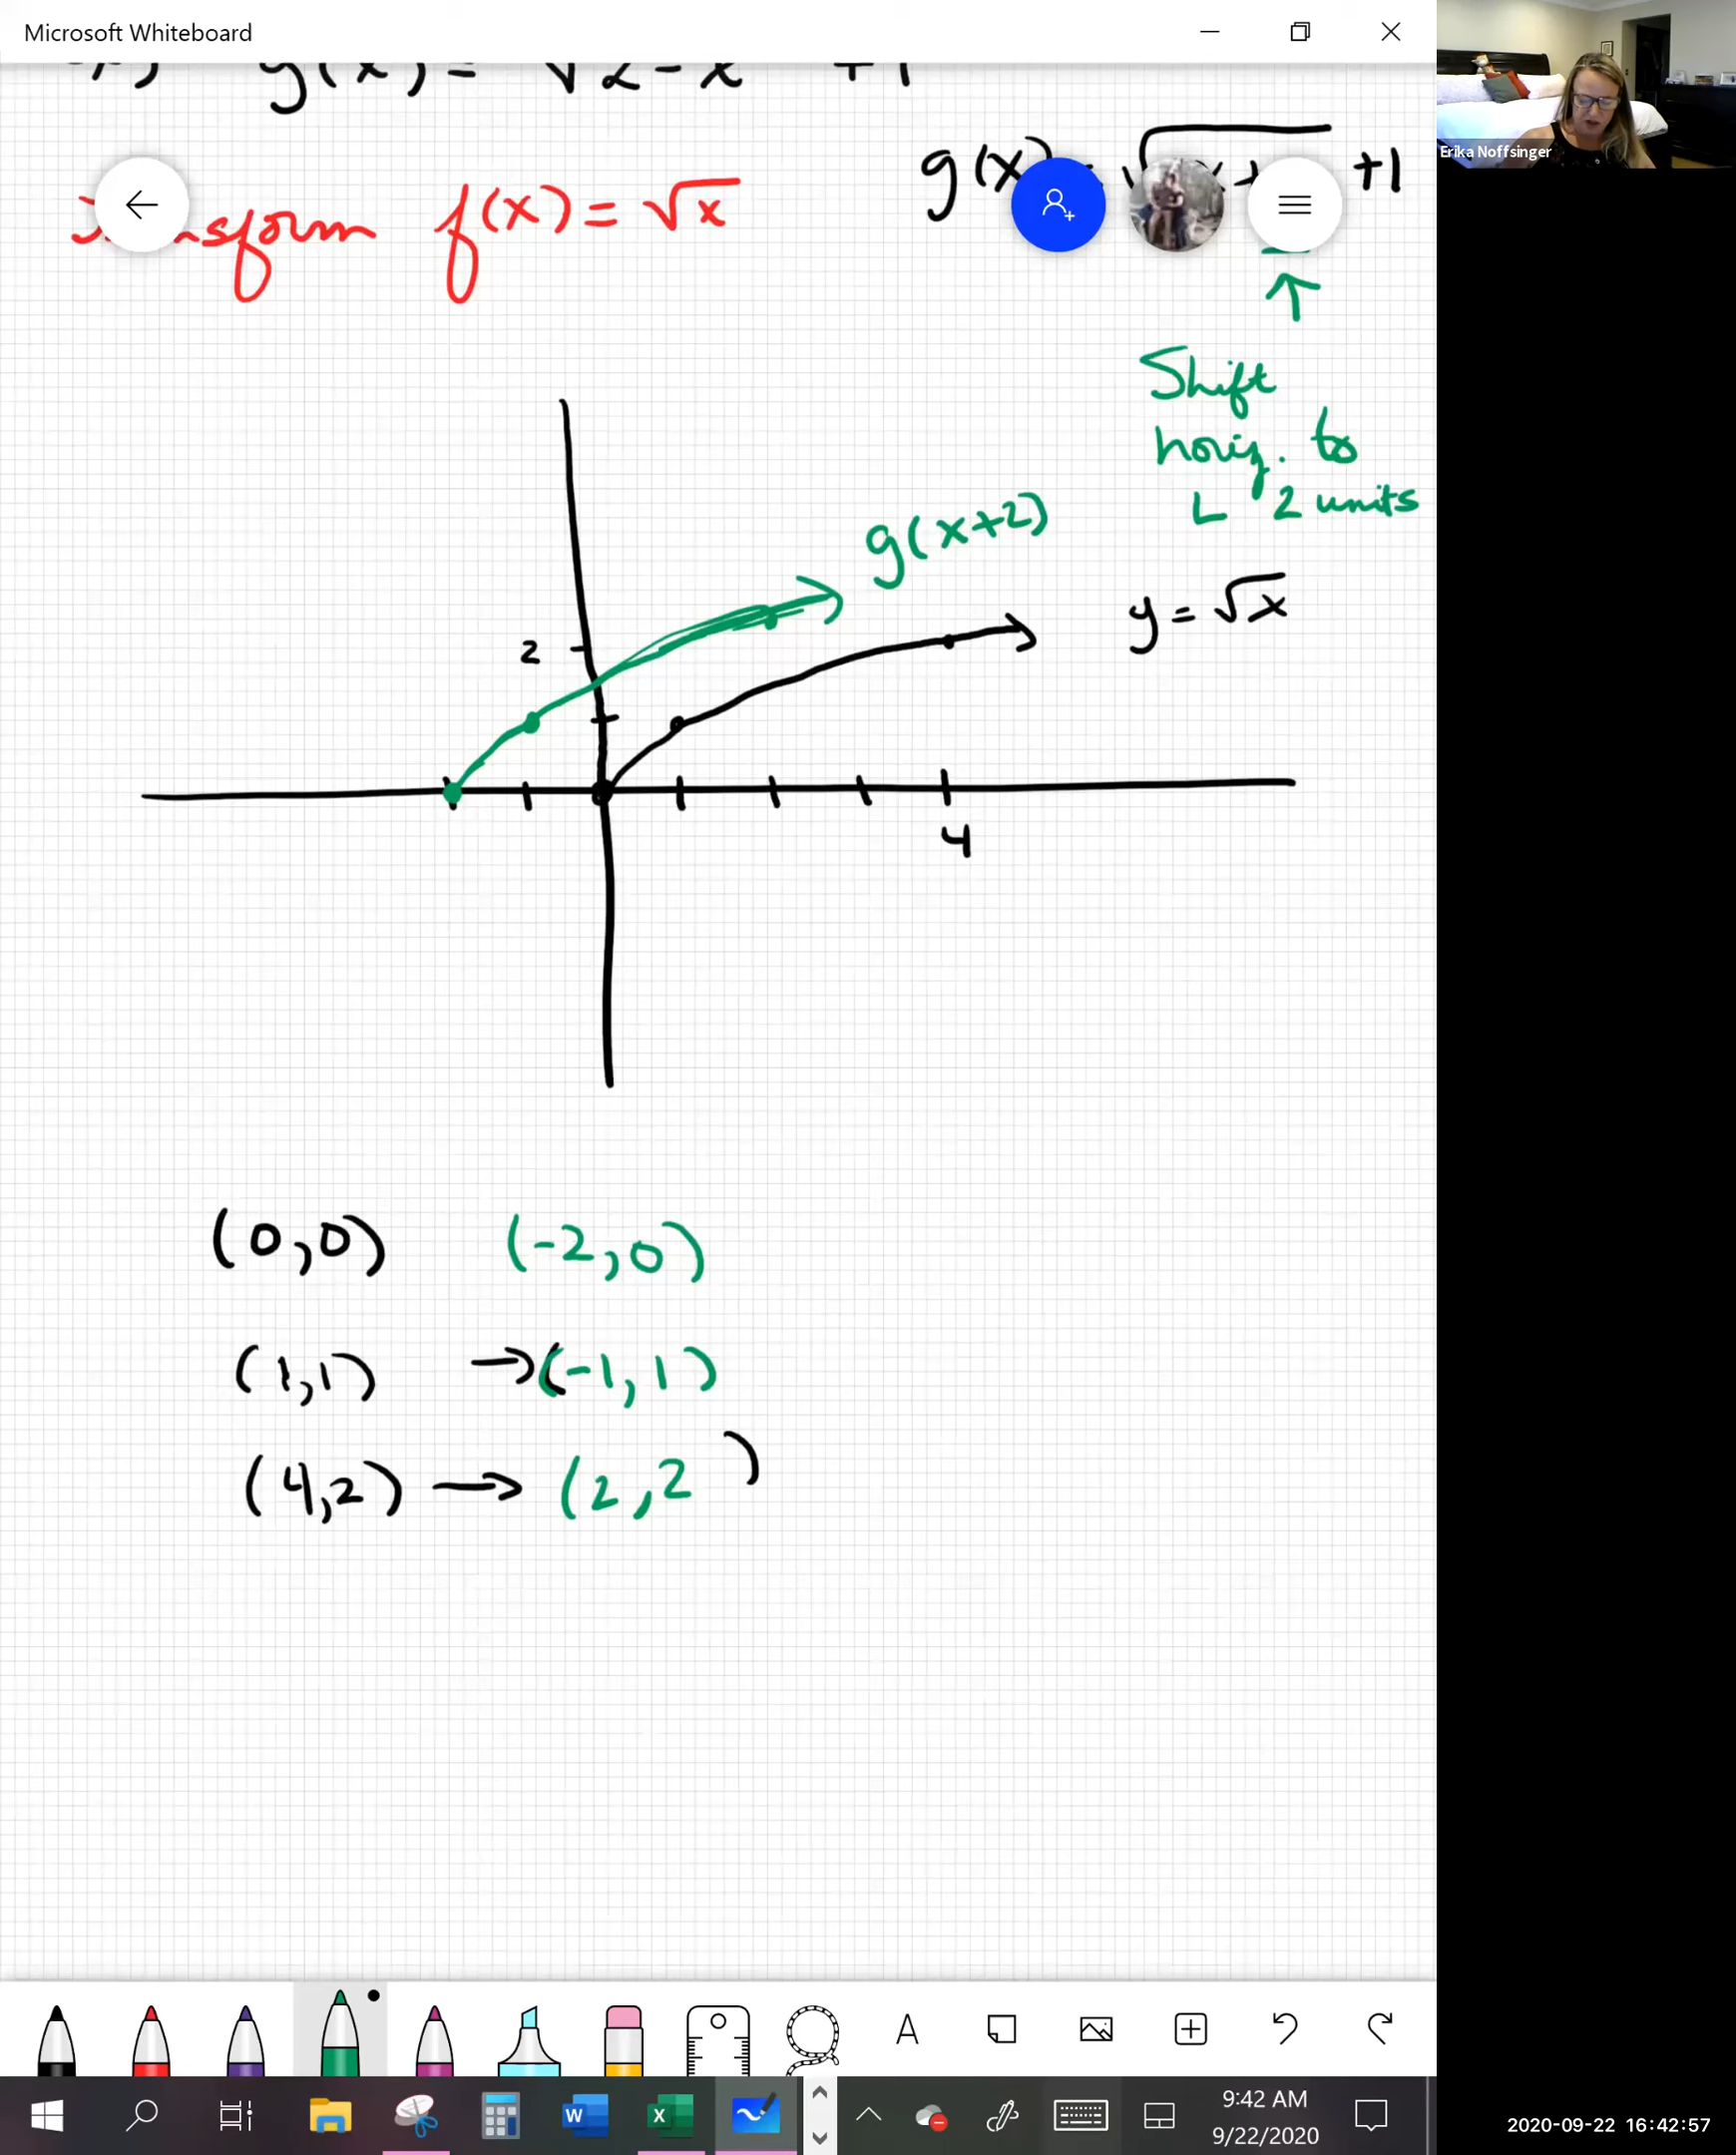 Microsoft Whiteboard
Erika Noffsinger
g(x) = √2-x +1
g(x) +1
f(x) = √x
Shift
horiz. to
L 2 units
g(x+2)
y = √x
2
4
(0,0) (-2,0)
(1,1) →(-1,1)
(4,2) → (2,2)
9:42 AM
9/22/2020
2020-09-22 16:42:57